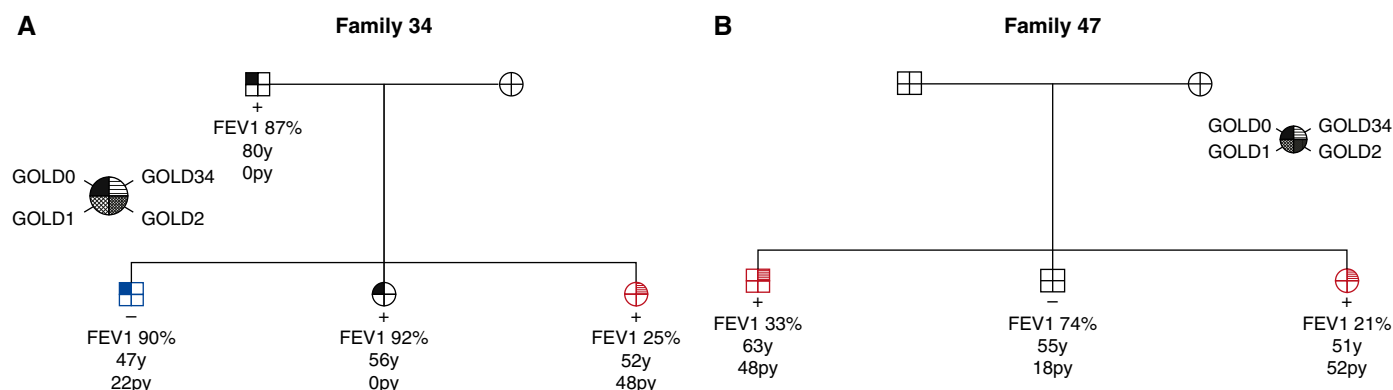 A
Family 34
+
FEV1 87%
80y
0py
GOLD0
GOLD34
GOLD1
GOLD2
−
FEV1 90%
47y
22py
+
FEV1 92%
56y
0py
+
FEV1 25%
52y
48py
B
Family 47
GOLD0
GOLD34
GOLD1
GOLD2
+
FEV1 33%
63y
48py
−
FEV1 74%
55y
18py
+
FEV1 21%
51y
52py